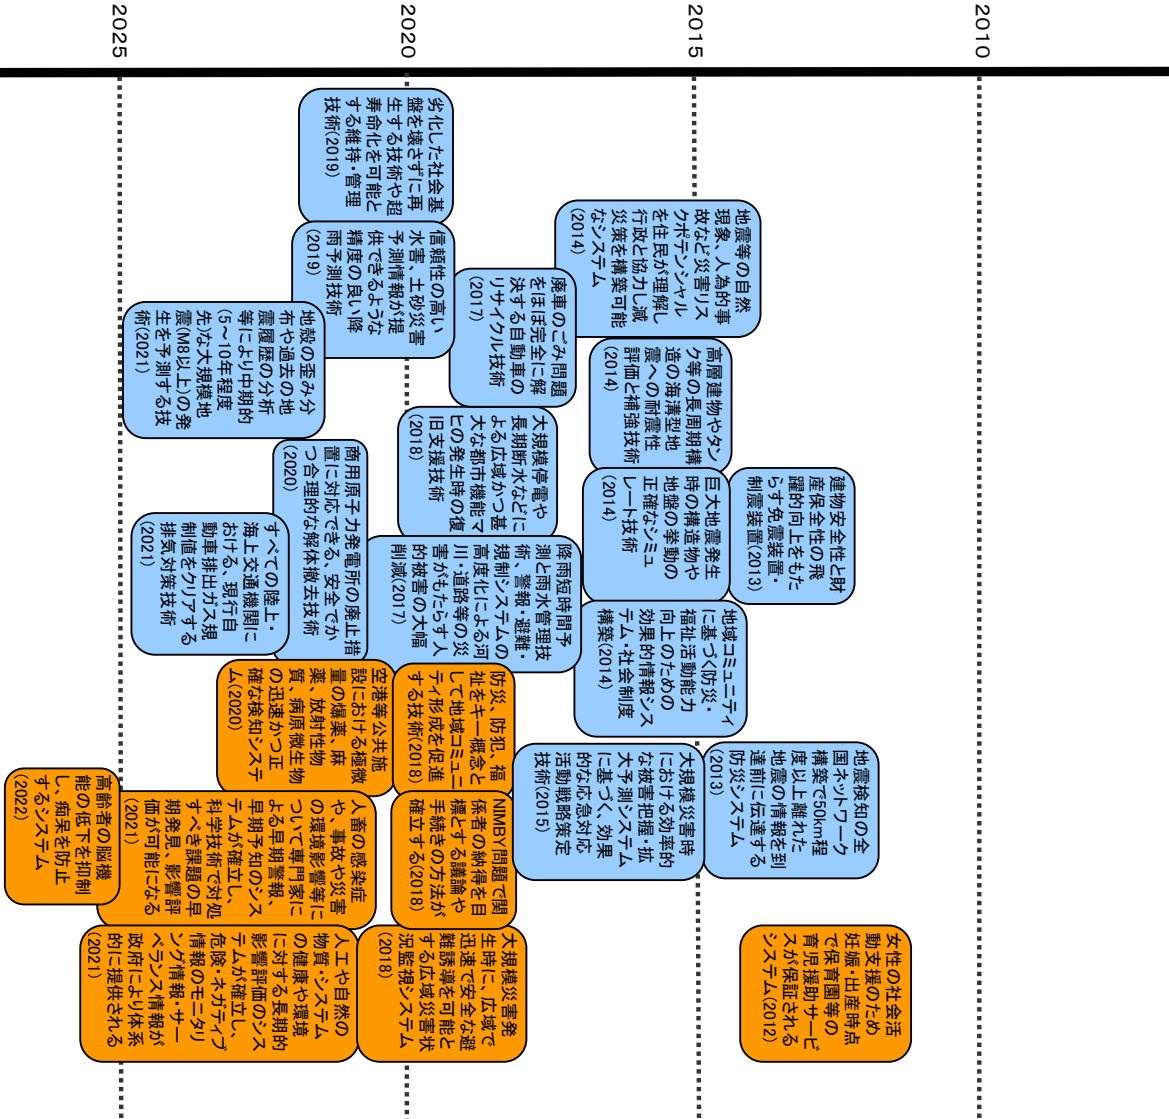 2010
2015
2020
2025
劣化した社会基
盤を壊さずに再
生する技術や超
寿命化を可能と
する維持・管理
技術(2019)
信頼性の高い
水害、土砂災害
予測情報が提
供できるような
精度の良い降
雨予測技術
(2019)
地震等の自然
現象、人為的事
故など災害リス
クポテンシャル
を住民が理解し
行政と協力し減
災策を構築可能
なシステム
(2014)
廃車のごみ問題
をほぼ完全に解
決する自動車の
リサイクル技術
(2017)
地殻の歪み分
布や過去の地
震履歴の分析
等により中期的
(5～10年程度
先)な大規模地
震(M8以上)の発
生を予測する技
術(2021)
高層建物やタン
ク等の長周期構
造の海溝型地
震への耐震性
評価と補強技術
(2014)
大規模停電や
長期断水などに
よる広域かつ甚
大な都市機能マ
ヒの発生時の復
旧支援技術
(2018)
商用原子力発電所の廃止措
置に対応できる、安全でか
つ合理的な解体撤去技術
(2020)
建物安全性と財
産保全性の飛
躍的向上をもた
らす免震装置・
制震装置(2013)
巨大地震発生
時の構造物や
地盤の挙動の
正確なシミュ
レート技術
(2014)
すべての陸上・
海上交通機関に
おける、現行自
動車排出ガス規
制値をクリアする
排気対策技術
(2021)
降雨短時間予
測と雨水管理技
術、警報・避難・
規制システムの
高度化による河
川・道路等の災
害がもたらす人
的被害の大幅
削減(2017)
地域コミュニティ
に基づく防災・
福祉活動能力
向上のための
効果的情報シス
テム・社会制度
構築(2014)
空港等公共施
設における極微
量の爆薬、麻
薬、放射性物
質、病原微生物
の迅速かつ正
確な検知システ
ム(2020)
防災、防犯、福
祉をキー概念と
して地域コミュニ
ティ形成を促進
する技術(2018)
地震検知の全
国ネットワーク
構築で50km程
度以上離れた
地震の情報を到
達前に伝達する
防災システム
(2013)
大規模災害時
における効率的
な被害把握・拡
大予測システム
に基づく、効果
的な応急対応
活動戦略策定
技術(2015)
高齢者の脳機
能の低下を抑制
し、痴呆を防止
するシステム
(2022)
人畜の感染症
や、事故や災害
の環境影響等に
ついて専門家に
よる早期警報、
早期予知のシス
テムが確立し、
科学技術で対処
すべき課題の早
期発見、影響評
価が可能になる
(2021)
NIMBY問題で関
係者の納得を目
標とする議論や
手続きの方法が
確立する(2018)
人工や自然の
物質・システム
の健康や環境
に対する長期的
影響評価のシス
テムが確立し、
危険・ネガティブ
情報のモニタリ
ング情報・サー
ベランス情報が
政府により体系
的に提供される
(2021)
大規模災害発
生時に、広域で
迅速で安全な避
難誘導を可能と
する広域災害状
況監視システム
(2018)
女性の社会活
動支援のため
妊娠・出産時点
で保育園等の
育児援助サービ
スが保証される
システム(2012)